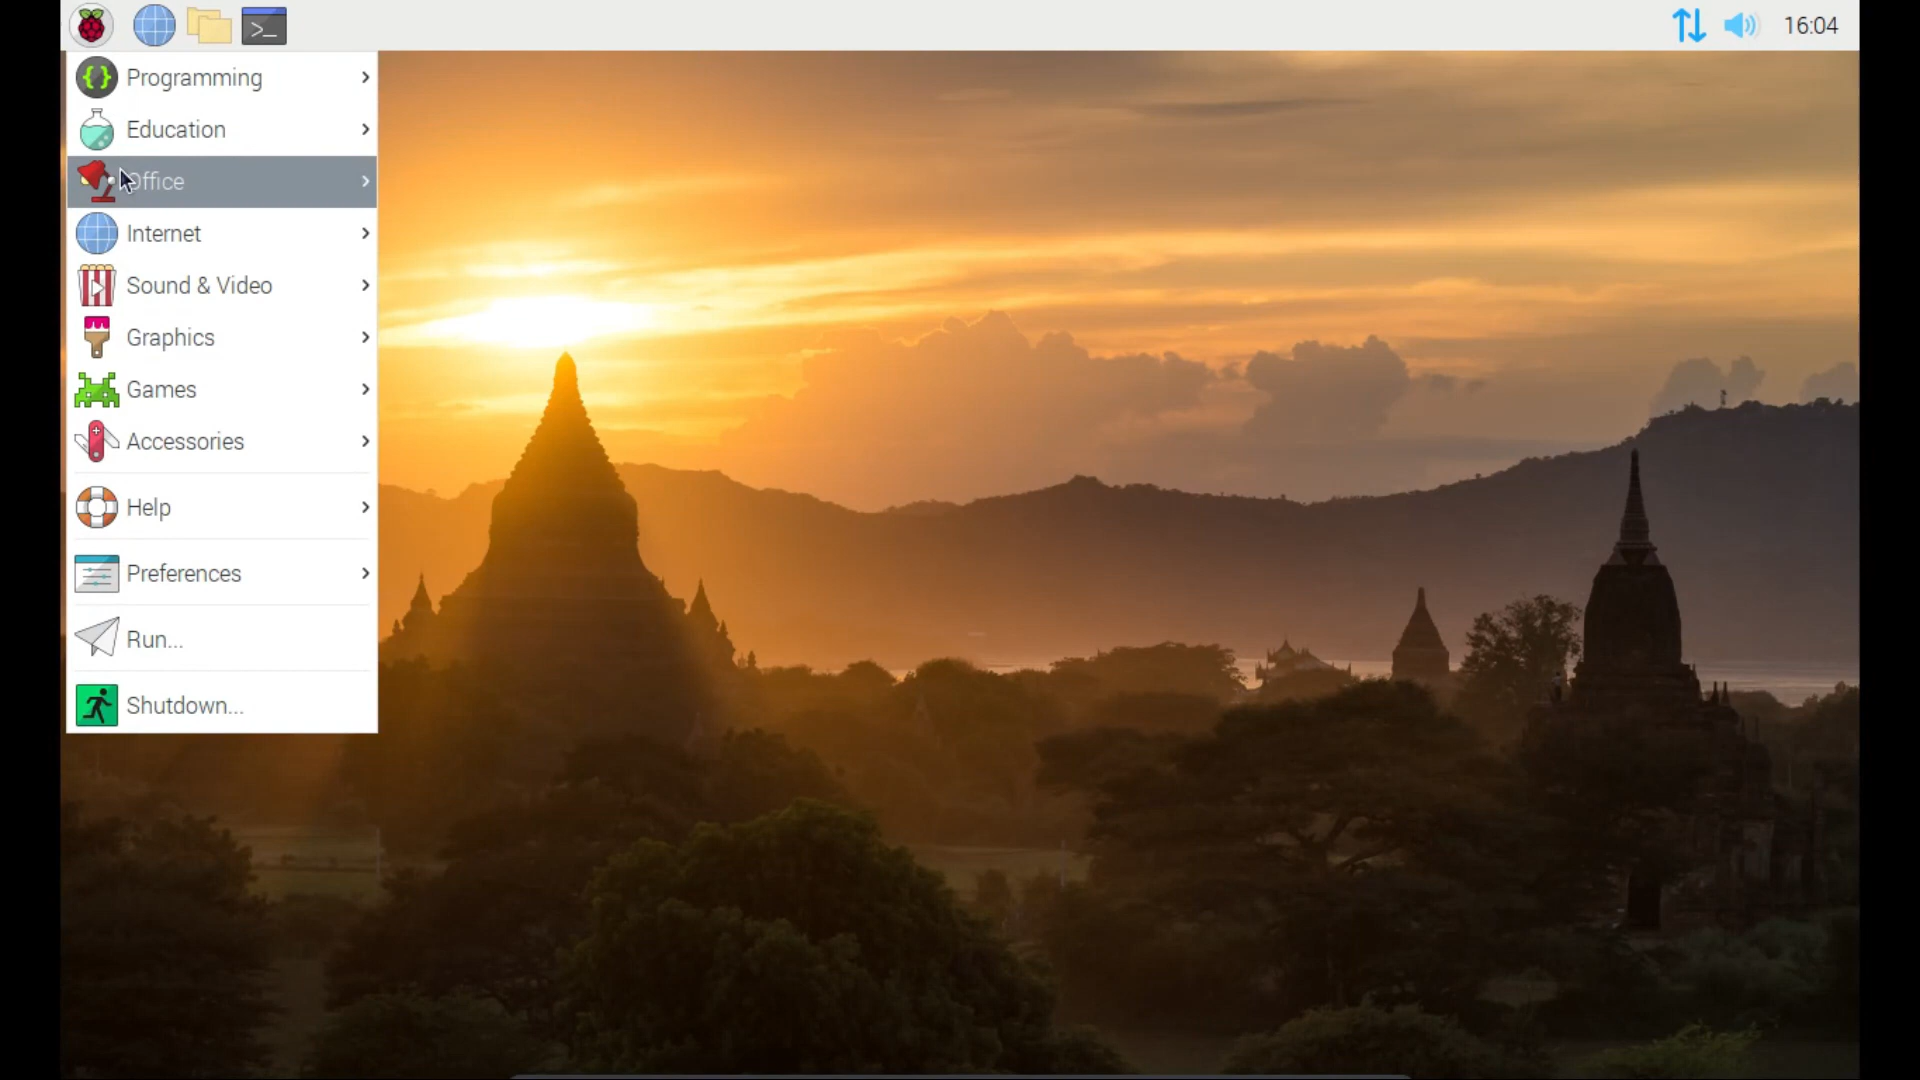 16:04
Programming
Education
Office
Internet
Sound & Video
Graphics
Games
Accessories
Help
Preferences
Run...
Shutdown...